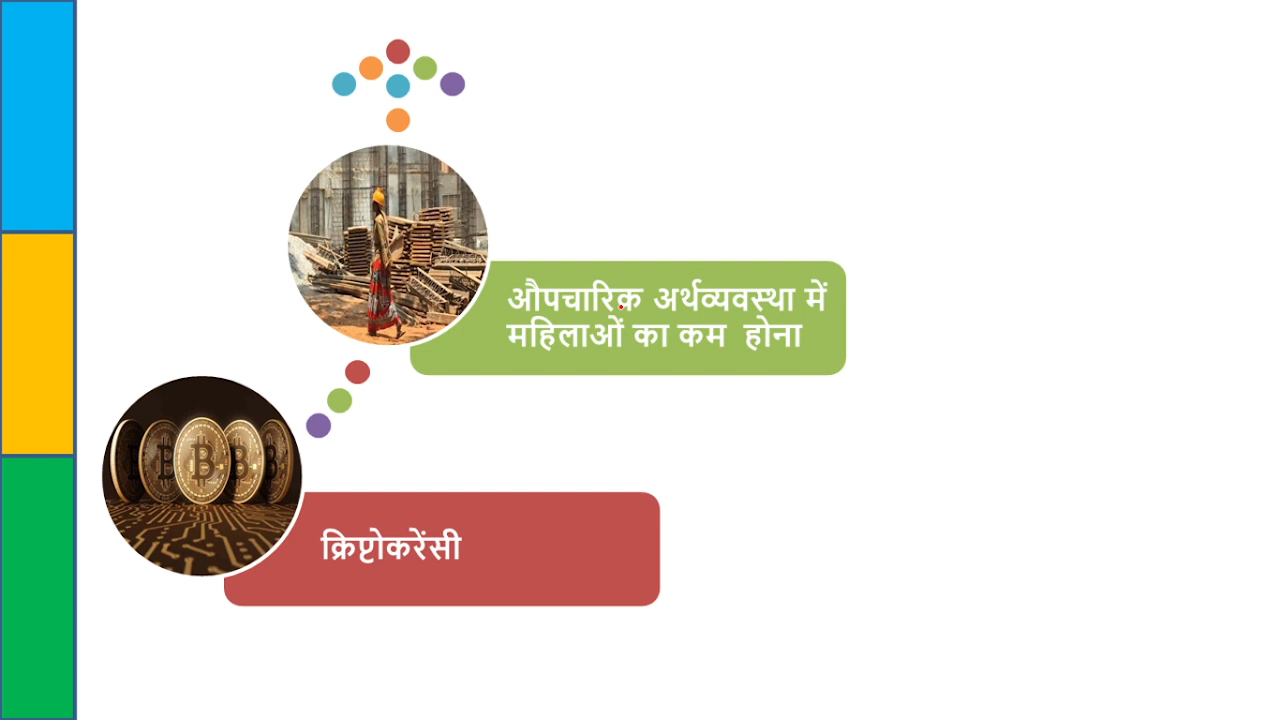 औपचारिक अर्थव्यवस्था में
महिलाओं का कम होना
क्रिप्टोकरेंसी